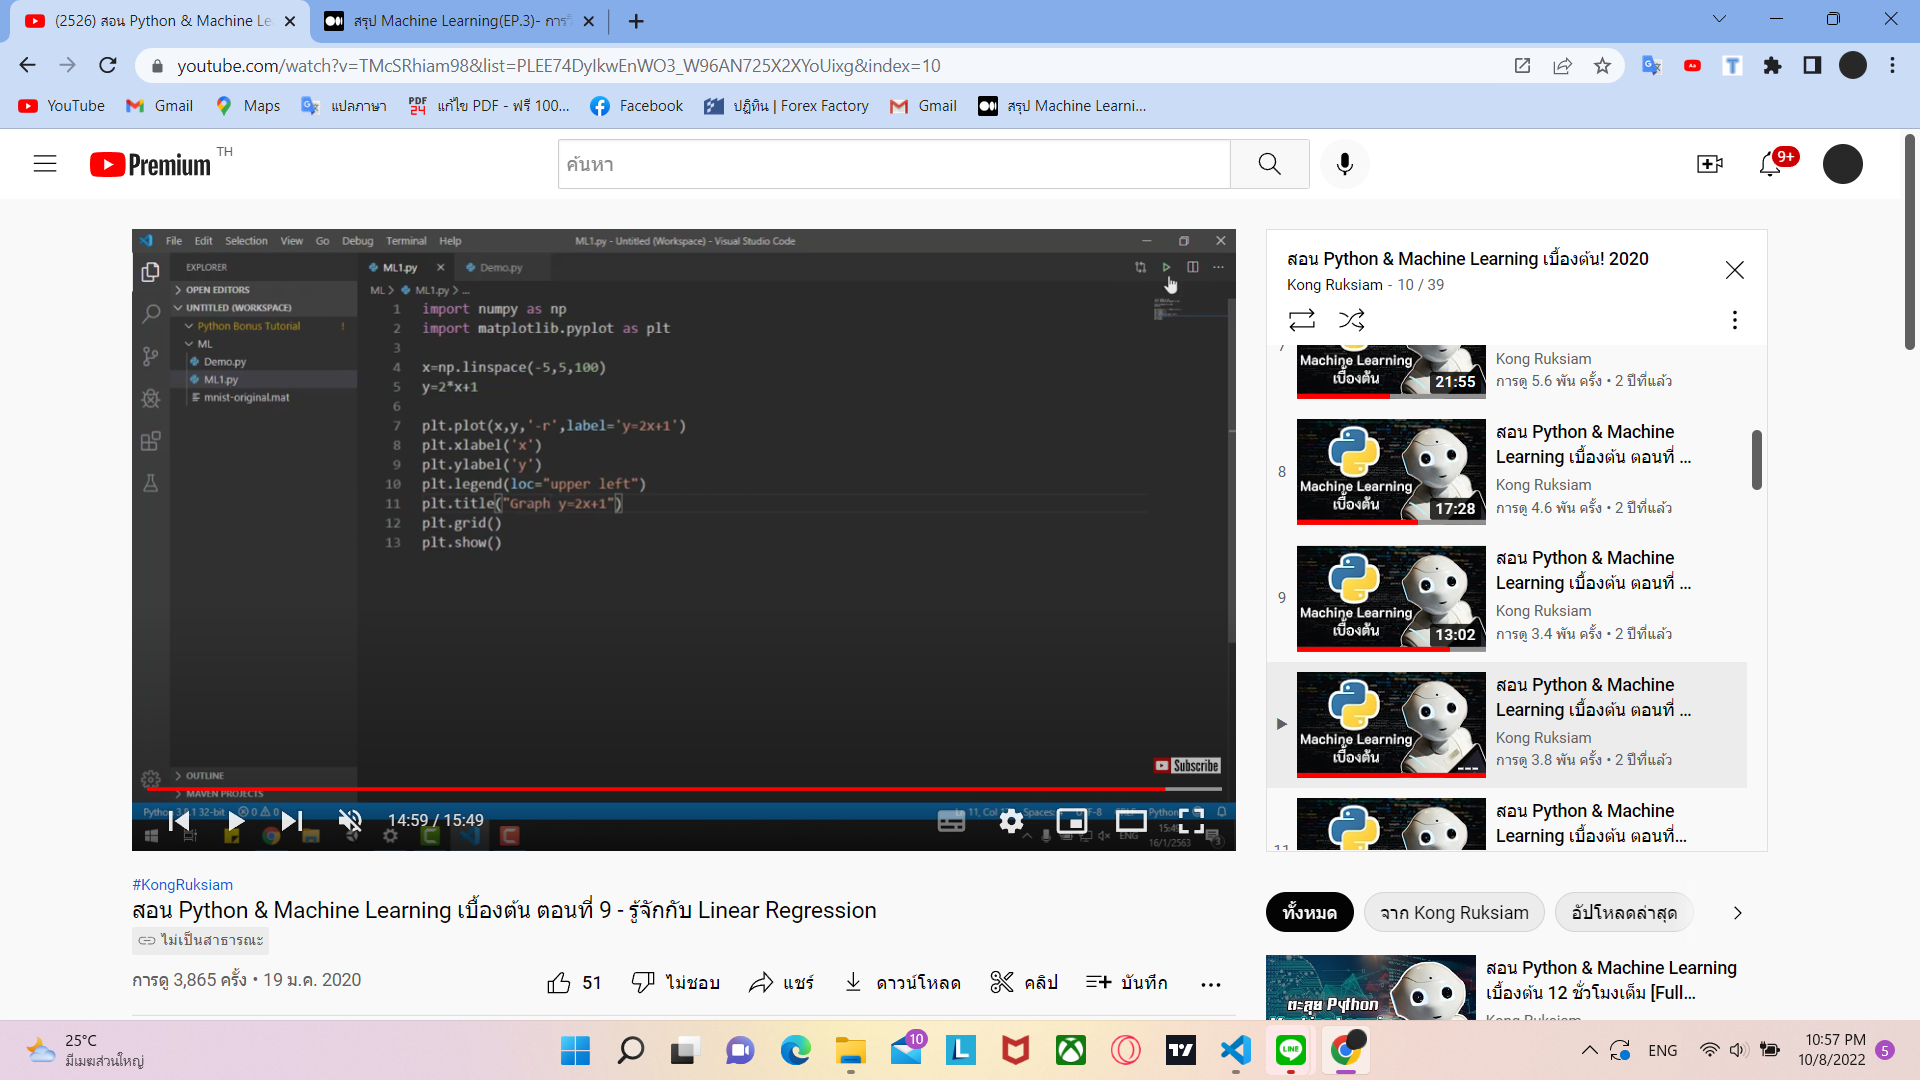 (2526) สอน Python & Machine Le
สรุป Machine Learning(EP.3)- การ
youtube.com/watch?v=TMcSRhiam98&list=PLEE74DyIkwEnWO3_W96AN725X2XYoUixg&index=10
YouTube
Gmail
Maps
แปลภาษา
แก้ไข PDF - ฟรี 100...
Facebook
ปฏิทิน | Forex Factory
Gmail
สรุป Machine Learni...
Premium TH
ค้นหา
9+
File Edit Selection View Go Debug Terminal Help
ML1.py - Untitled (Workspace) - Visual Studio Code
EXPLORER
ML1.py
Demo.py
OPEN EDITORS
UNTITLED (WORKSPACE)
Python Bonus Tutorial !
ML
Demo.py
ML1.py
mnist-original.mat
OUTLINE
MAVEN PROJECTS
ML > ML1.py > ...
1 import numpy as np
2 import matplotlib.pyplot as plt
3
4 x=np.linspace(-5,5,100)
5 y=2*x+1
6
7 plt.plot(x,y,'-r',label='y=2x+1')
8 plt.xlabel('x')
9 plt.ylabel('y')
10 plt.legend(loc="upper left")
11 plt.title("Graph y=2x+1")
12 plt.grid()
13 plt.show()
Subscribe
14:59 / 15:49
16/1/2563
สอน Python & Machine Learning เบื้องต้น! 2020
Kong Ruksiam - 10 / 39
Machine Learning
เบื้องต้น
21:55
Kong Ruksiam
การดู 5.6 พัน ครั้ง • 2 ปีที่แล้ว
8
Machine Learning
เบื้องต้น
17:28
สอน Python & Machine
Learning เบื้องต้น ตอนที่ ...
Kong Ruksiam
การดู 4.6 พัน ครั้ง • 2 ปีที่แล้ว
9
Machine Learning
เบื้องต้น
13:02
สอน Python & Machine
Learning เบื้องต้น ตอนที่ ...
Kong Ruksiam
การดู 3.4 พัน ครั้ง • 2 ปีที่แล้ว
Machine Learning
เบื้องต้น
สอน Python & Machine
Learning เบื้องต้น ตอนที่ ...
Kong Ruksiam
การดู 3.8 พัน ครั้ง • 2 ปีที่แล้ว
11
สอน Python & Machine
Learning เบื้องต้น ตอนที่...
#KongRuksiam
สอน Python & Machine Learning เบื้องต้น ตอนที่ 9 - รู้จักกับ Linear Regression
ไม่เป็นสาธารณะ
การดู 3,865 ครั้ง • 19 ม.ค. 2020
51
ไม่ชอบ
แชร์
ดาวน์โหลด
คลิป
บันทึก
ทั้งหมด
จาก Kong Ruksiam
อัปโหลดล่าสุด
ตะลุย Python
สอน Python & Machine Learning
เบื้องต้น 12 ชั่วโมงเต็ม [Full...
Kong Ruksiam
25°C
มีเมฆส่วนใหญ่
10
LINE
ENG
10:57 PM
10/8/2022
5